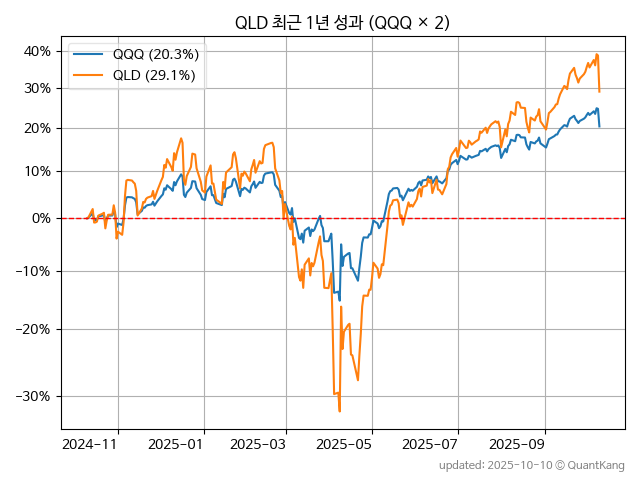 QLD 최근 1년 성과 (QQQ × 2)
QQQ (20.3%)
QLD (29.1%)
40%
30%
20%
10%
0%
−10%
−20%
−30%
2024-11 2025-01 2025-03 2025-05 2025-07 2025-09
updated: 2025-10-10 © QuantKang